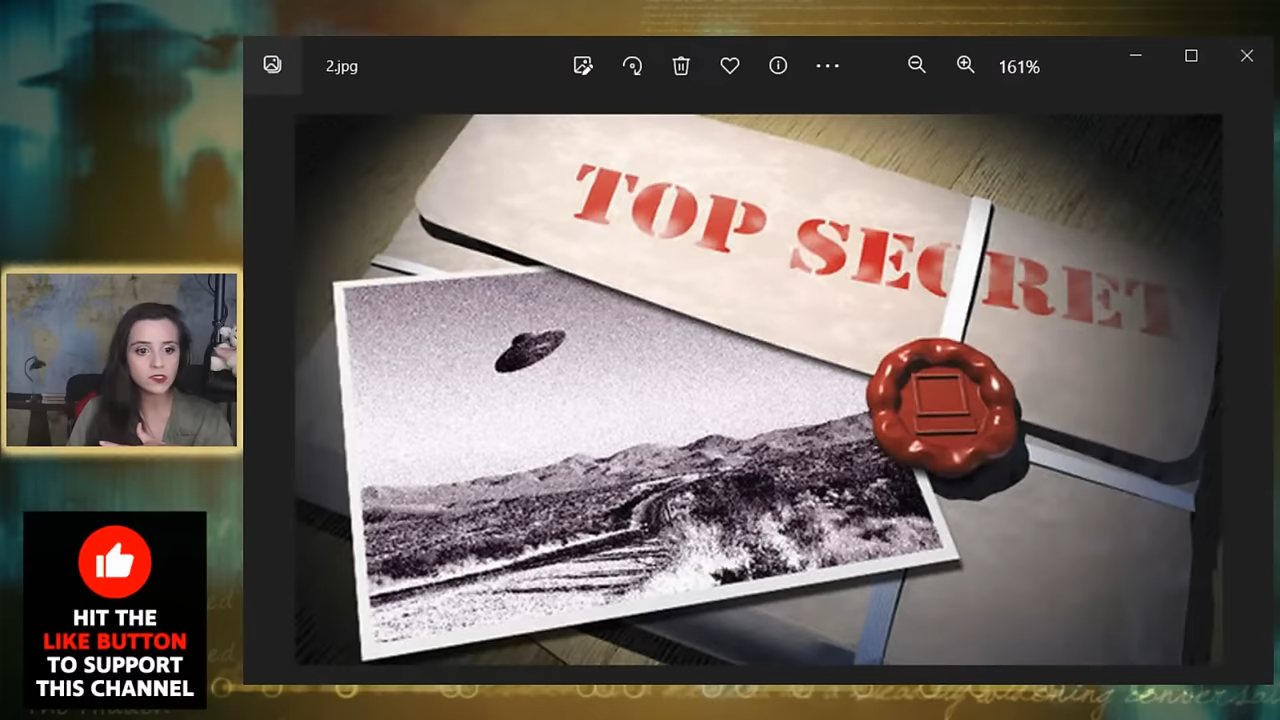 2.jpg
161%
TOP SECRET
HIT THE
LIKE BUTTON
TO SUPPORT
THIS CHANNEL